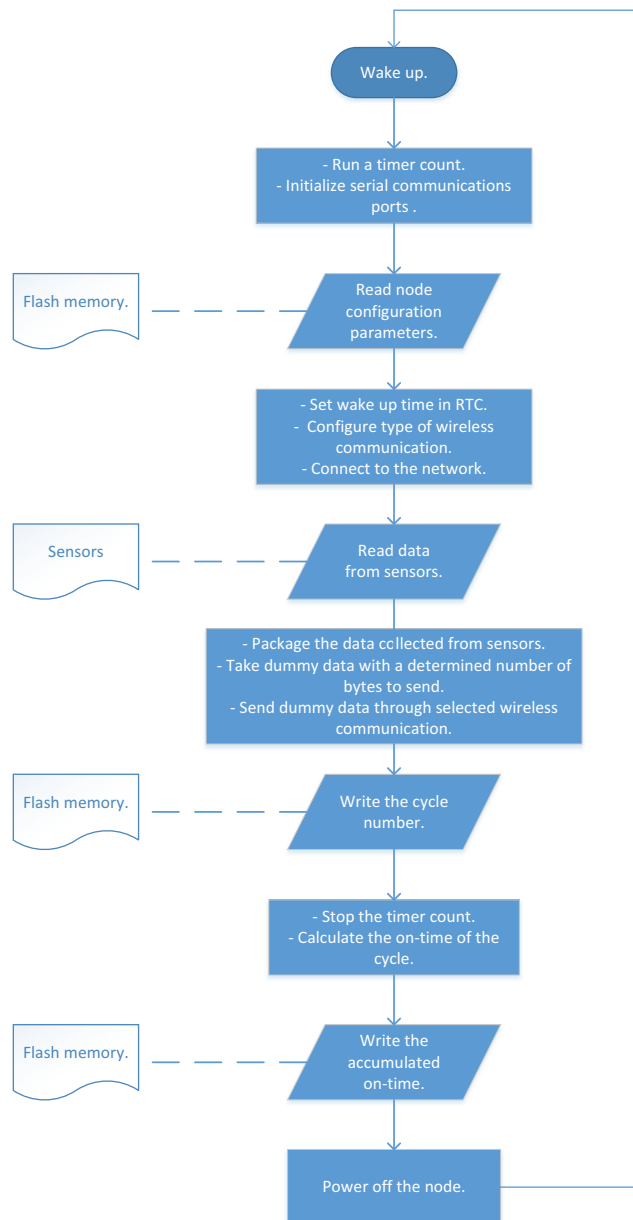 Wake up.
- Run a timer count.
- Initialize serial communications
ports .
Flash memory.
Read node
configuration
parameters.
- Set wake up time in RTC.
- Configure type of wireless
communication.
- Connect to the network.
Sensors
Read data
from sensors.
- Package the data collected from sensors.
- Take dummy data with a determined number of
bytes to send.
- Send dummy data through selected wireless
communication.
Flash memory.
Write the cycle
number.
- Stop the timer count.
- Calculate the on-time of the
cycle.
Flash memory.
Write the
accumulated
on-time.
Power off the node.